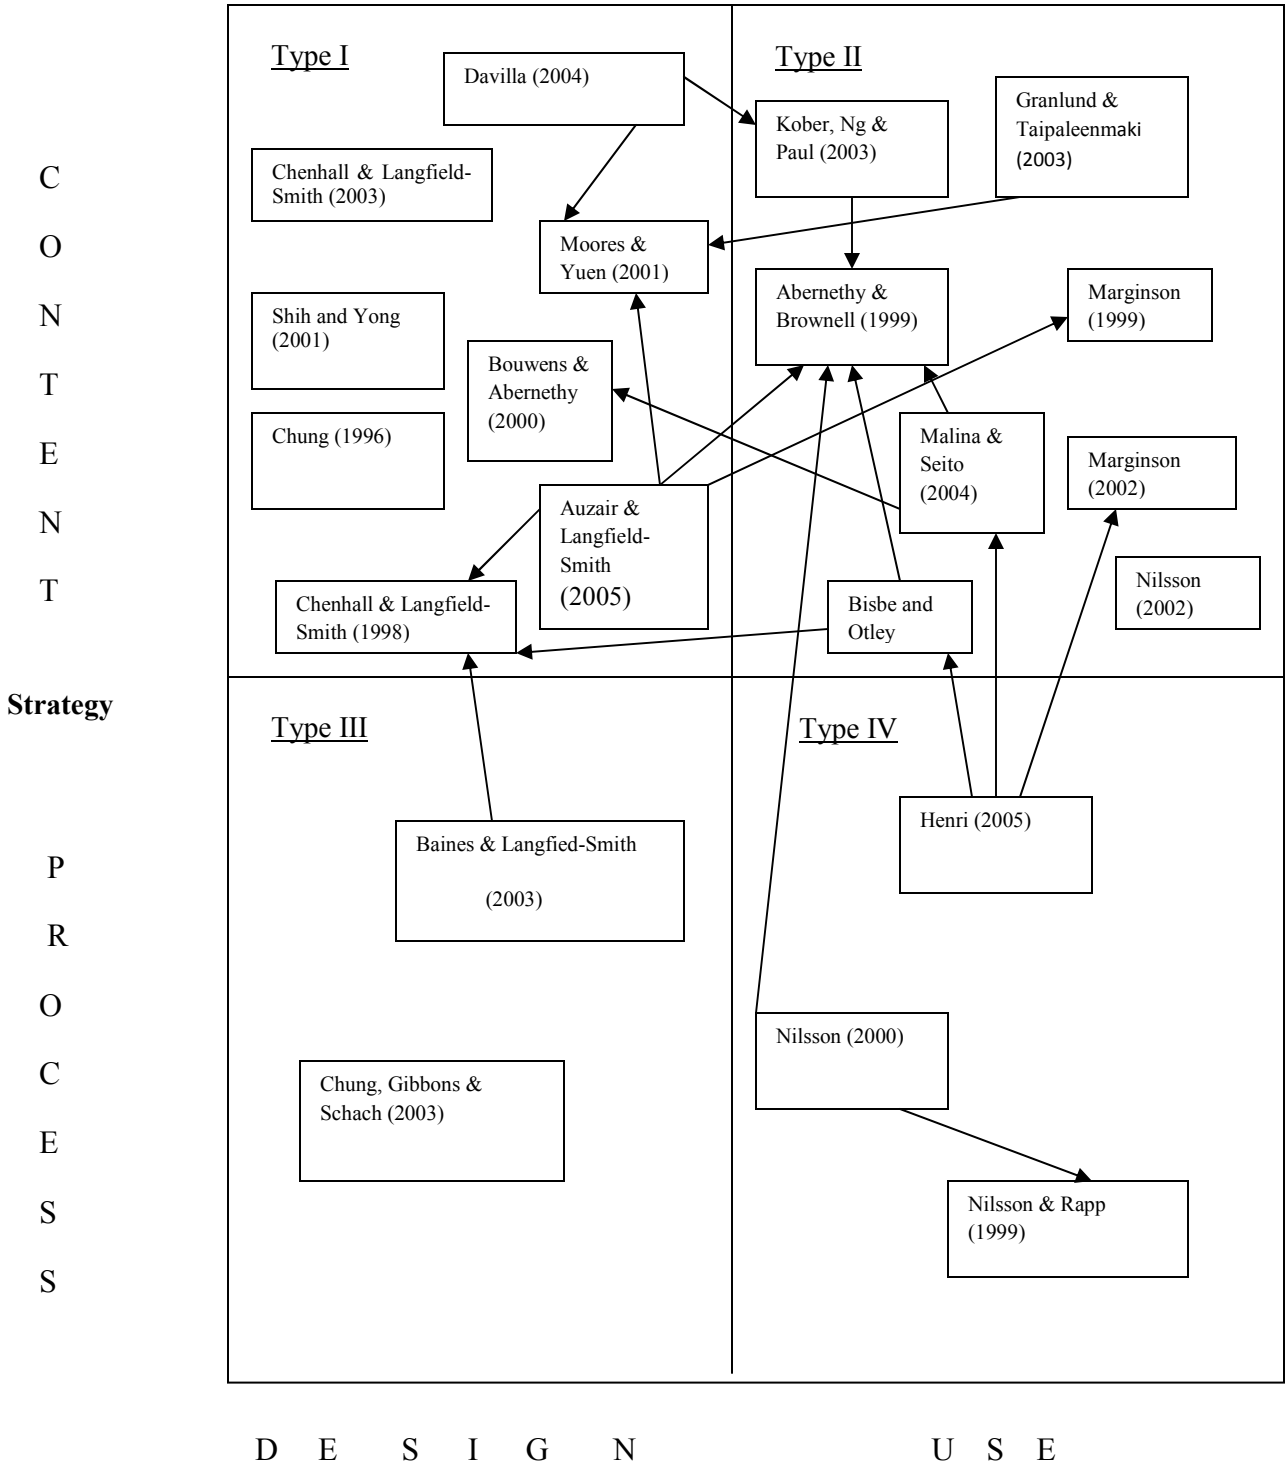 Type I
Davilla (2004)
Chenhall & Langfield-
Smith (2003)
Moores &
Yuen (2001)
Shih and Yong
(2001)
Bouwens &
Abernethy
(2000)
Chung (1996)
Auzair &
Langfield-
Smith
(2005)
Chenhall & Langfield-
Smith (1998)
Type II
Kober, Ng &
Paul (2003)
Granlund &
Taipaleenmaki
(2003)
Abernethy &
Brownell (1999)
Marginson
(1999)
Malina &
Seito
(2004)
Marginson
(2002)
Nilsson
(2002)
Bisbe and
Otley
C
O
N
T
E
N
T
Strategy
P
R
O
C
E
S
S
Type III
Baines & Langfied-Smith
(2003)
Chung, Gibbons &
Schach (2003)
Type IV
Henri (2005)
Nilsson (2000)
Nilsson & Rapp
(1999)
D E S I G N
U S E